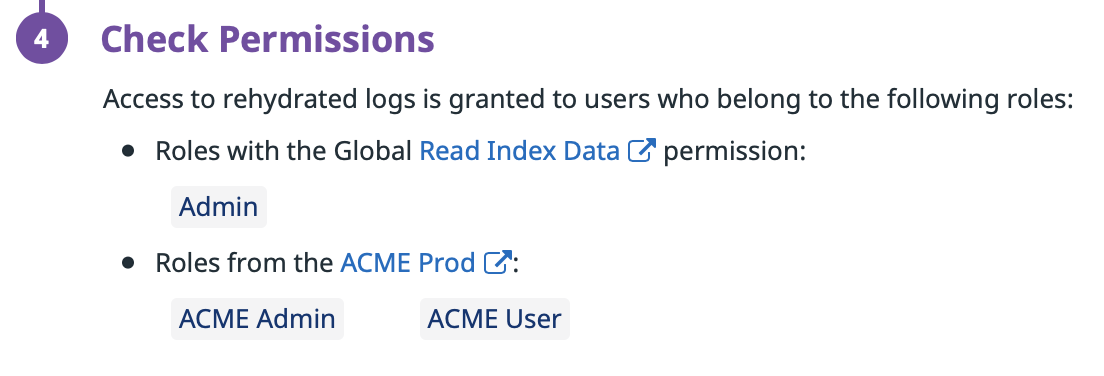 4 Check Permissions
Access to rehydrated logs is granted to users who belong to the following roles:
Roles with the Global Read Index Data permission:
Admin
Roles from the ACME Prod :
ACME Admin ACME User